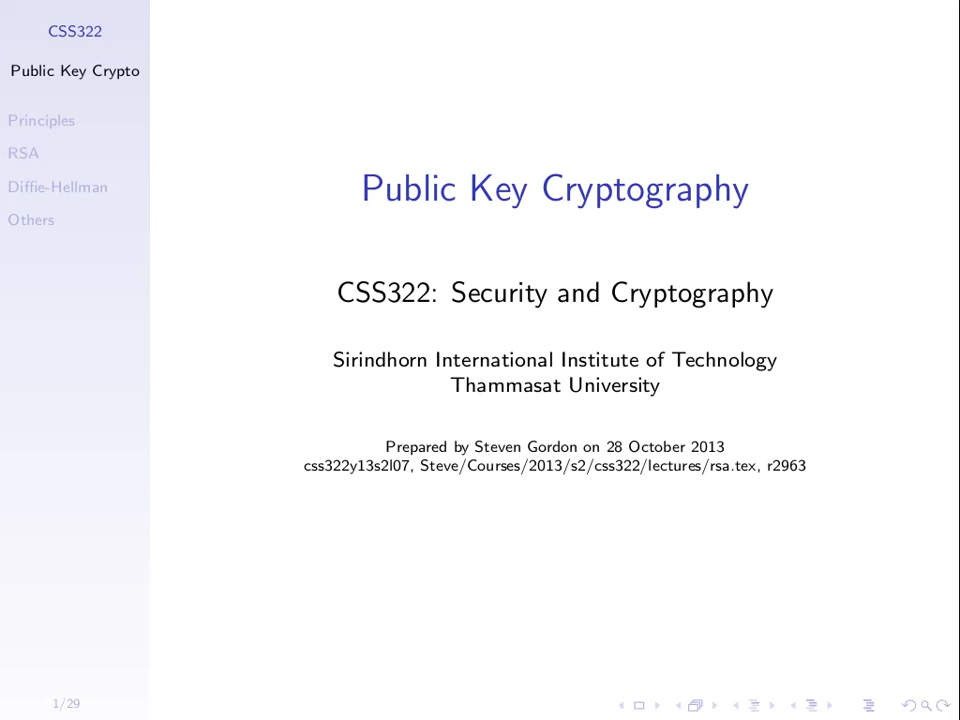 CSS322
Public Key Crypto
Principles
RSA
Diffie-Hellman
Others
Public Key Cryptography
CSS322: Security and Cryptography
Sirindhorn International Institute of Technology
Thammasat University
Prepared by Steven Gordon on 28 October 2013
css322y13s2l07, Steve/Courses/2013/s2/css322/lectures/rsa.tex, r2963
1/29